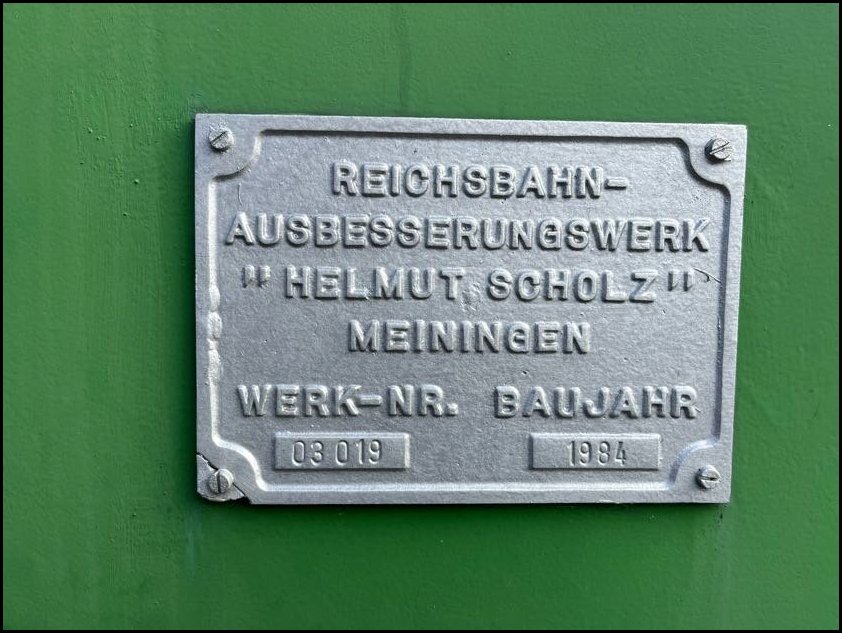 REICHSBAHN-
AUSBESSERUNGSWERK
"HELMUT SCHOLZ"
MEININGEN
WERK-NR. BAUJAHR
03 019 1984